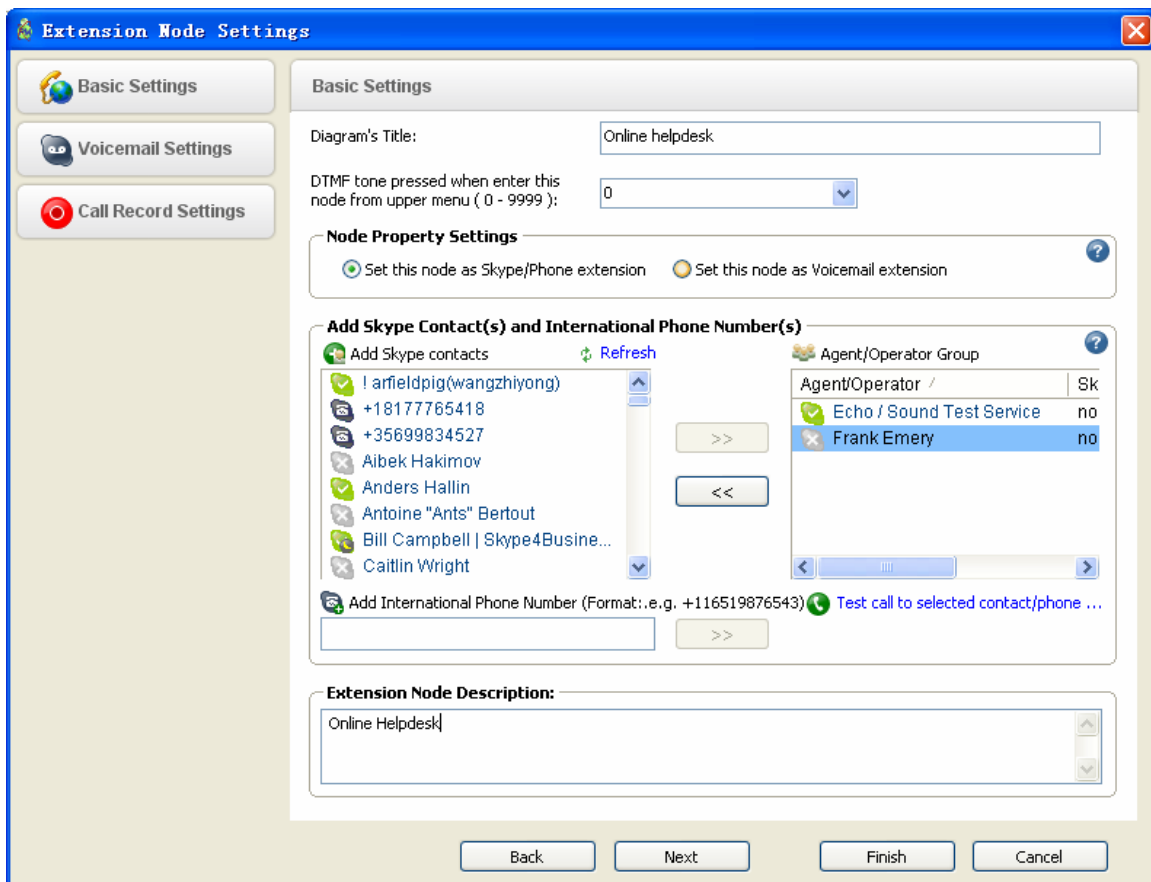 Extension Node Settings
Basic Settings
Voicemail Settings
Call Record Settings
Basic Settings
Diagram's Title:
Online helpdesk
DTMF tone pressed when enter this
node from upper menu ( 0 - 9999 ):
0
Node Property Settings
?
Set this node as Skype/Phone extension
Set this node as Voicemail extension
Add Skype Contact(s) and International Phone Number(s)
?
Add Skype contacts
Refresh
! arfieldpig(wangzhiyong)
+18177765418
+35699834527
Aibek Hakimov
Anders Hallin
Antoine "Ants" Bertout
Bill Campbell | Skype4Busine...
Caitlin Wright
>>
<<
Agent/Operator Group
Agent/Operator / Sk
Echo / Sound Test Service no
Frank Emery no
Add International Phone Number (Format:.e.g. +116519876543)
Test call to selected contact/phone ...
>>
Extension Node Description:
Online Helpdesk
Back
Next
Finish
Cancel